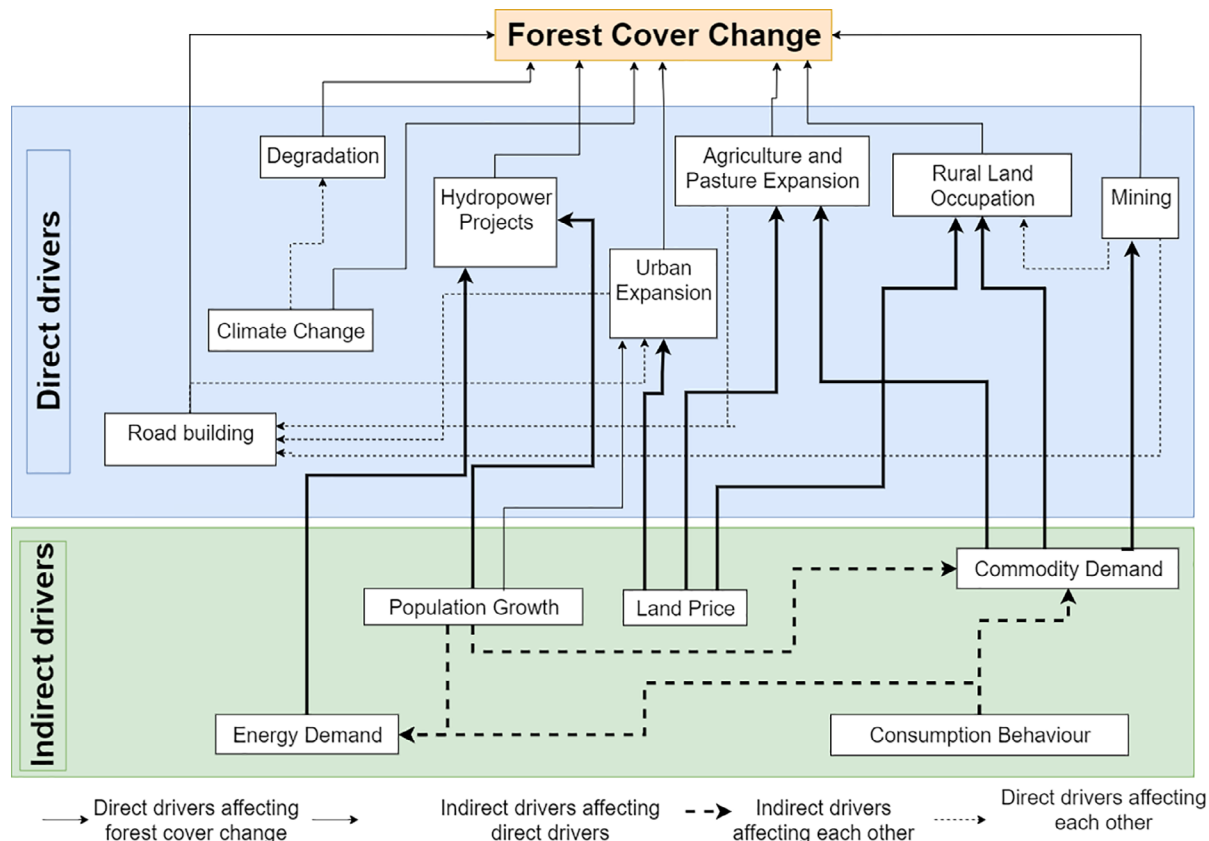 Forest Cover Change
Direct drivers
Degradation
Hydropower
Projects
Agriculture and
Pasture Expansion
Rural Land
Occupation
Mining
Urban
Expansion
Climate Change
Road building
Indirect drivers
Commodity Demand
Population Growth
Land Price
Energy Demand
Consumption Behaviour
Direct drivers affecting
forest cover change
Indirect drivers affecting
direct drivers
Indirect drivers
affecting each other
Direct drivers affecting
each other